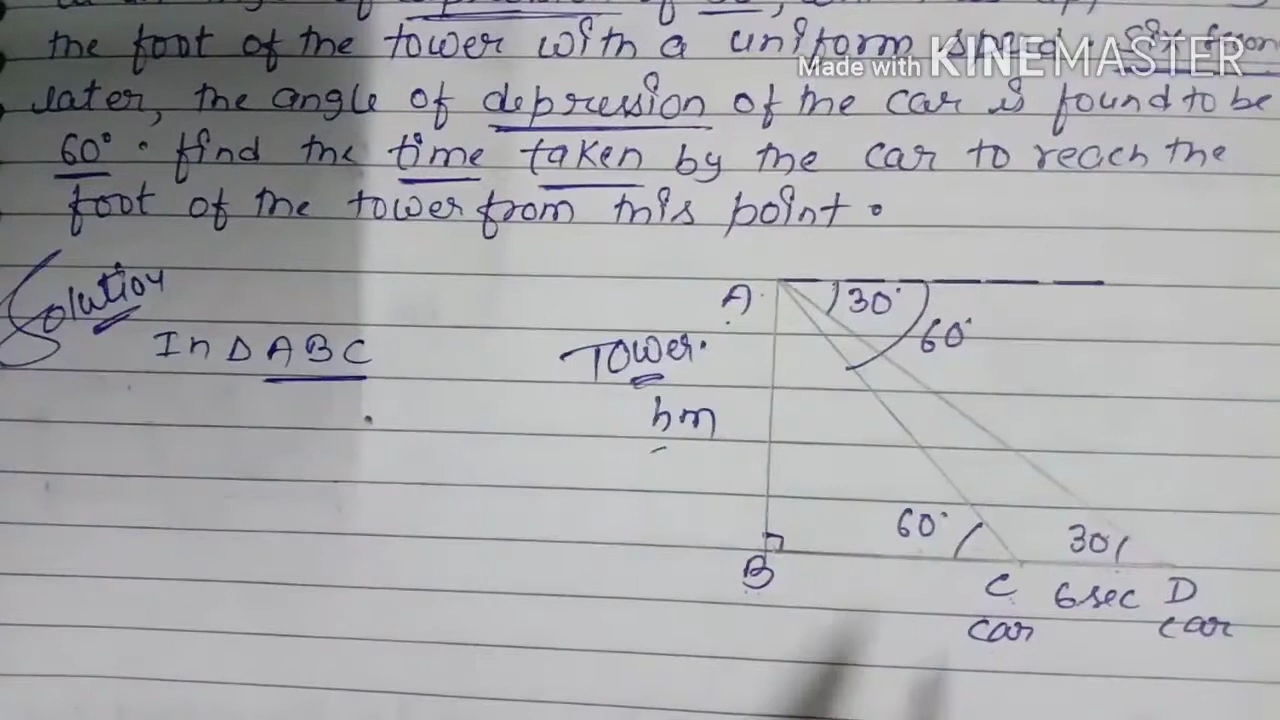 the foot of the tower with a uniform speed. Six
later, the angle of depression of the car is found to be
60°. find the time taken by the car to reach the
foot of the tower from this point.
Made with KINEMASTER
Solution
In Δ ABC
A
30°
60°
Tower.
hm
60°
30
B
C 6sec D
car car